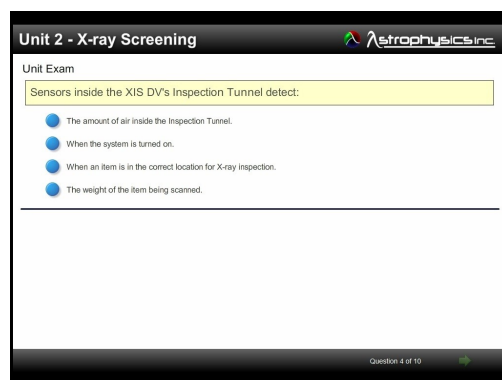 Unit 2 - X-ray Screening
Astrophysics Inc.
Unit Exam
Sensors inside the XIS DV's Inspection Tunnel detect:
The amount of air inside the Inspection Tunnel.
When the system is turned on.
When an item is in the correct location for X-ray inspection.
The weight of the item being scanned.
Question 4 of 10